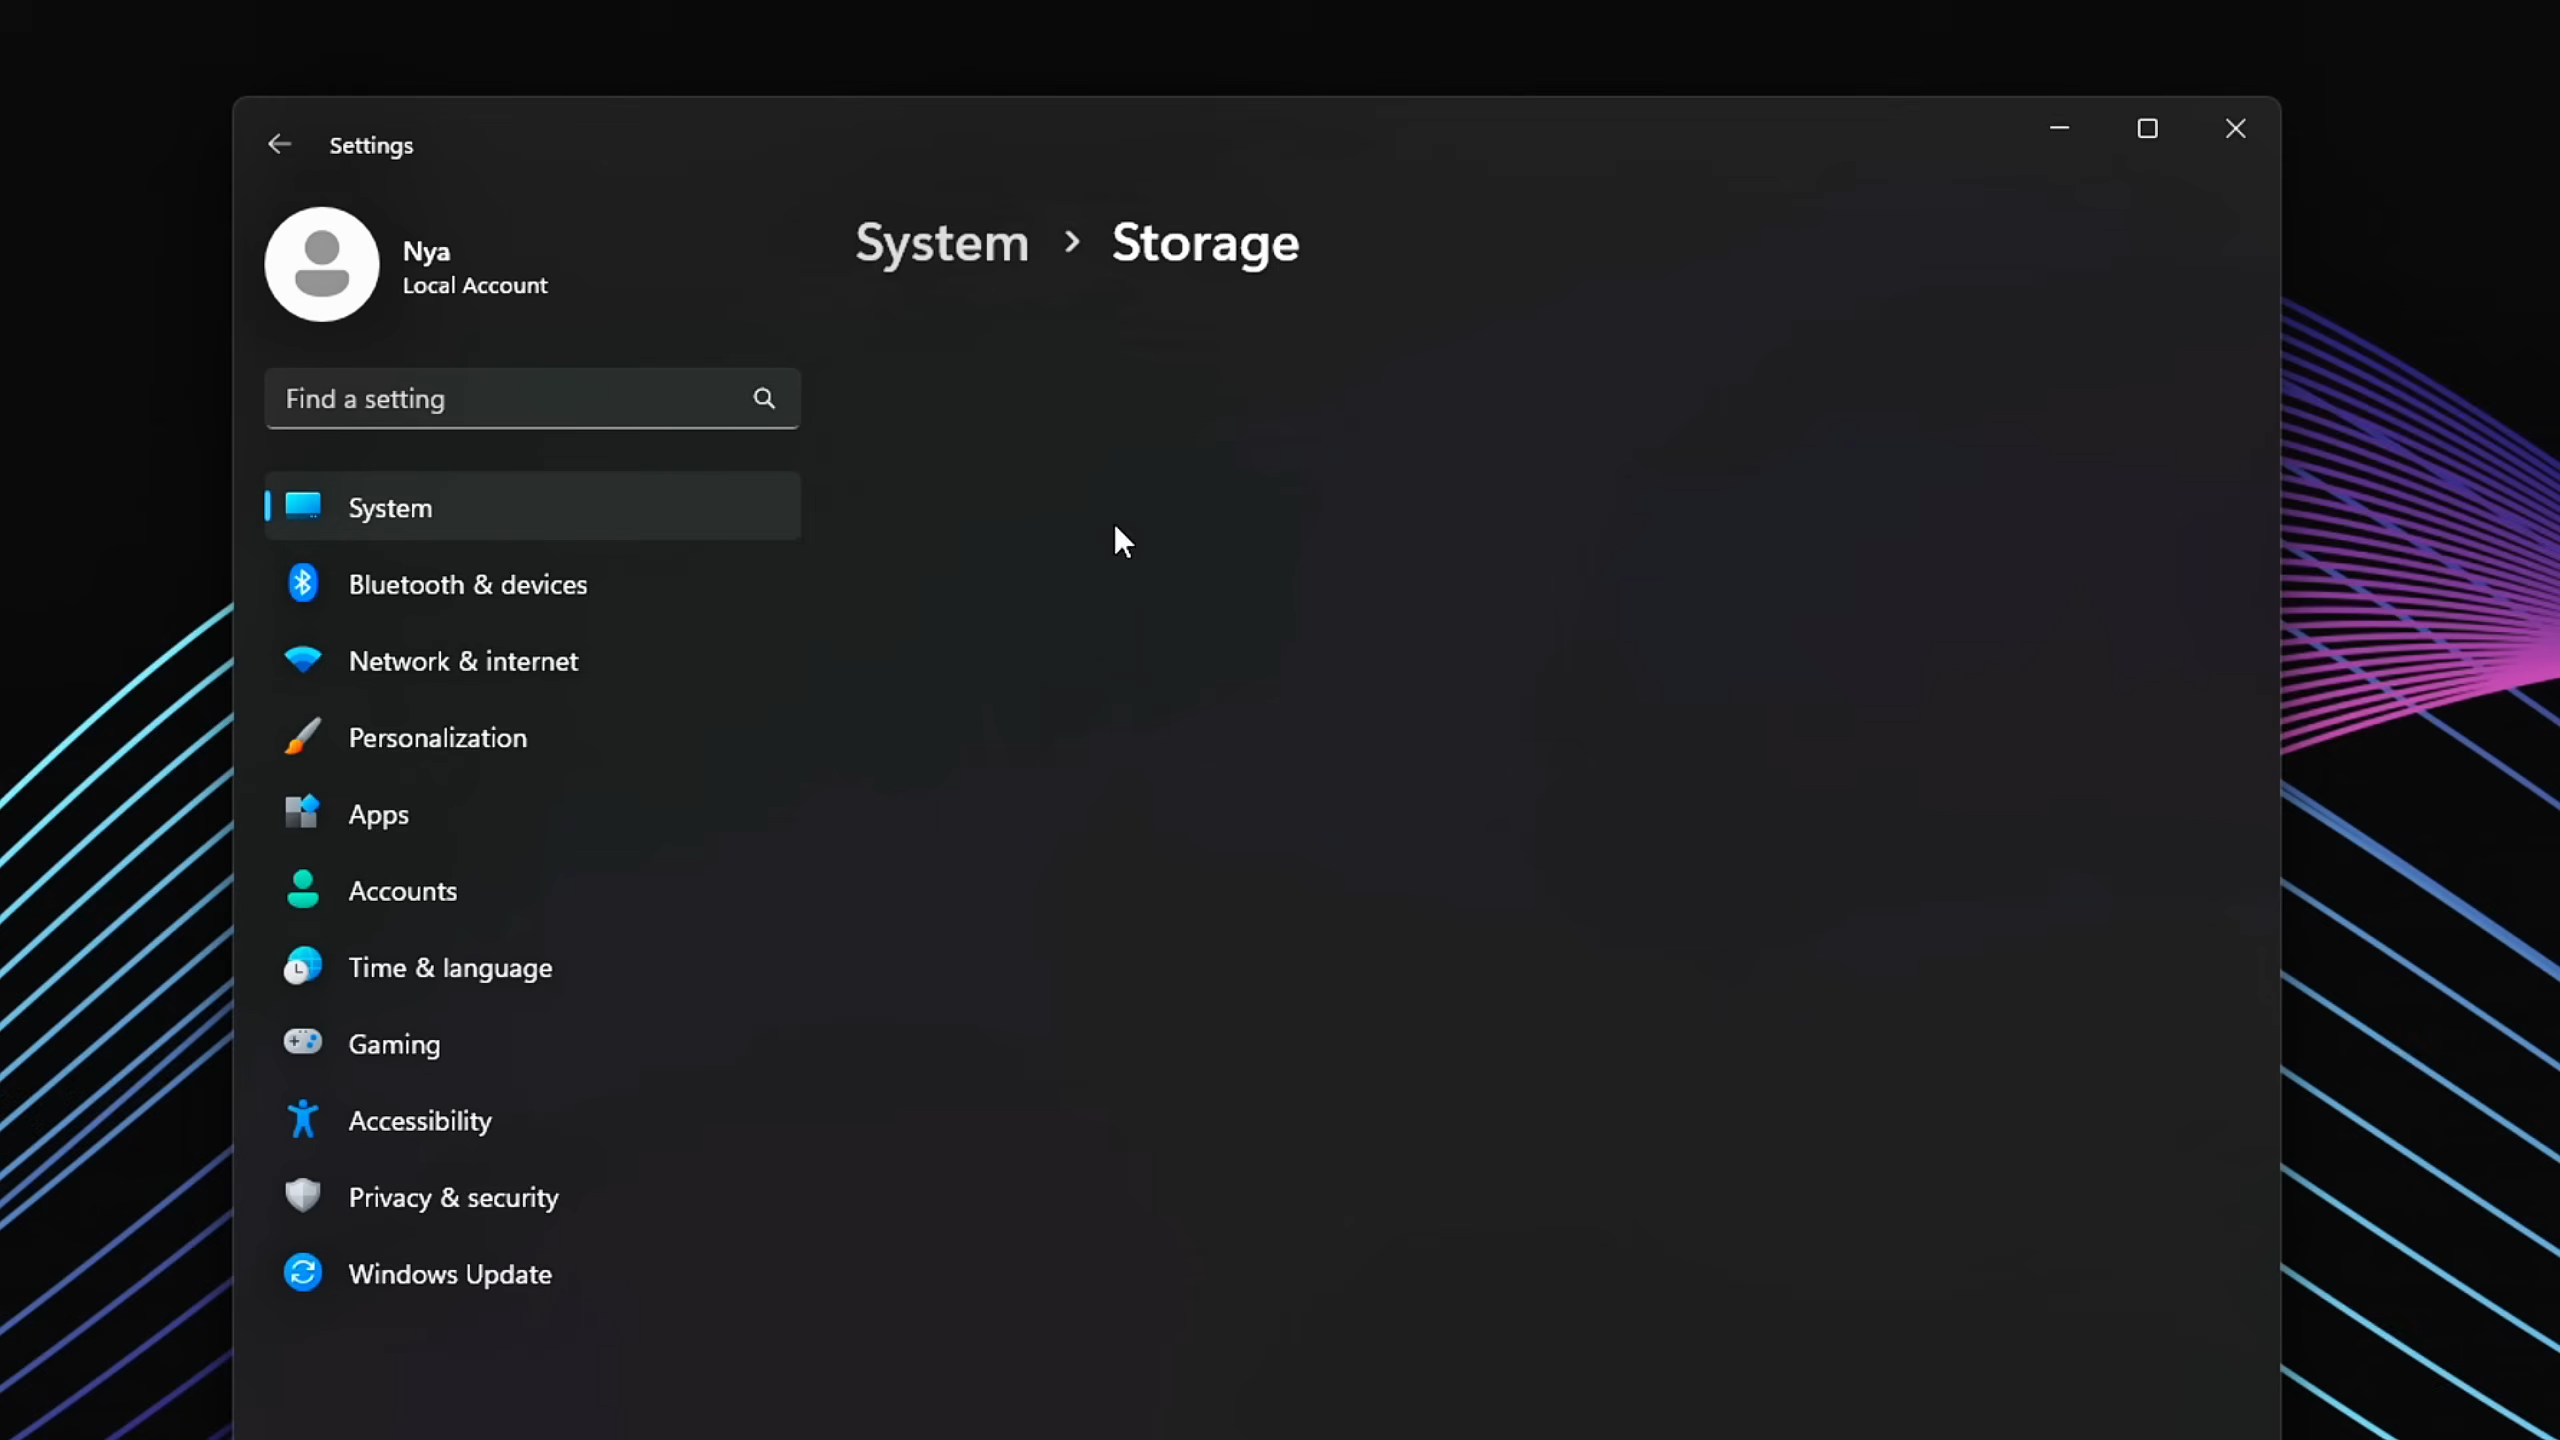 Settings
Nya
Local Account
System > Storage
Find a setting
System
Bluetooth & devices
Network & internet
Personalization
Apps
Accounts
Time & language
Gaming
Accessibility
Privacy & security
Windows Update